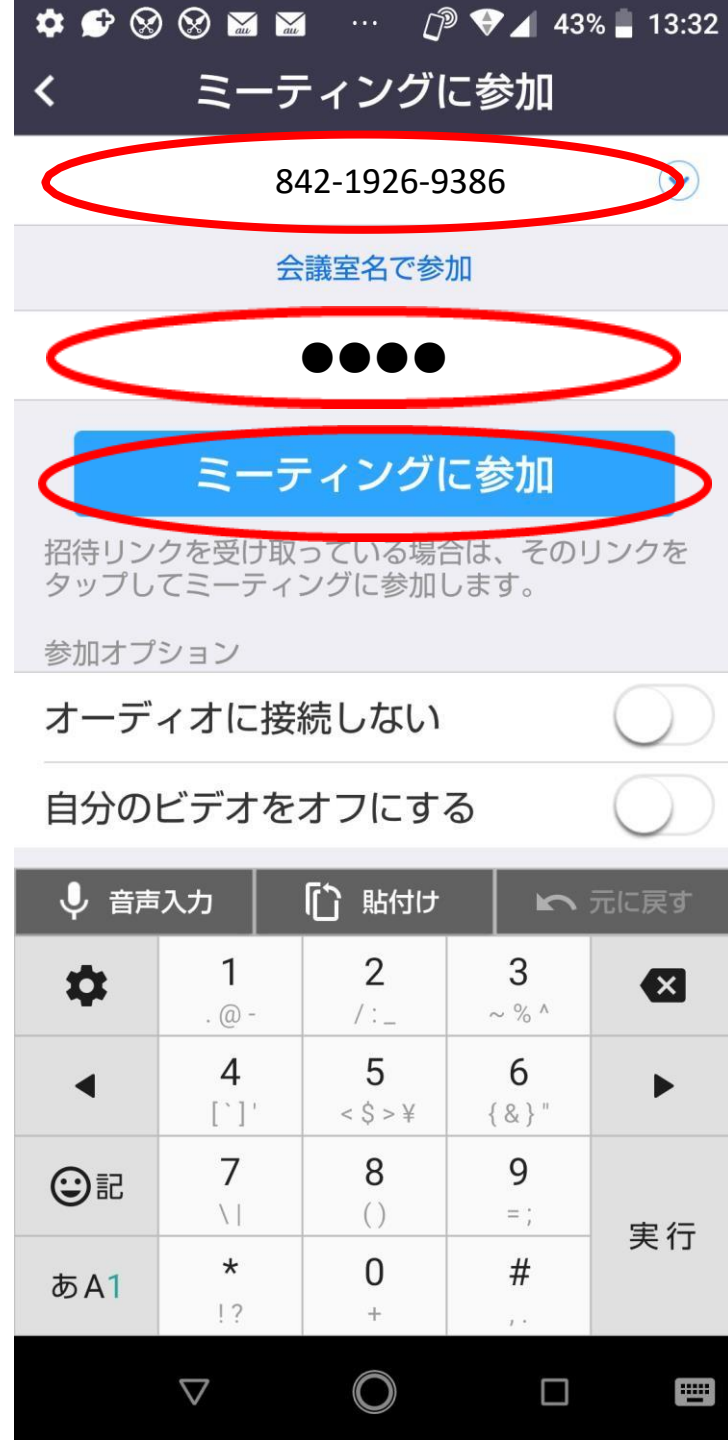 au au … 43% 13:32
ミーティングに参加
842-1926-9386
会議室名で参加
●●●●
ミーティングに参加
招待リンクを受け取っている場合は、そのリンクを
タップしてミーティングに参加します。
参加オプション
オーディオに接続しない
自分のビデオをオフにする
音声入力 貼付け 元に戻す
1 2 3
.@- /:_ ~%^
4 5 6
[`]' <$>¥ {&}"
記 7 8 9
\| () =;
実行
あA1 * 0 #
!? + ,.